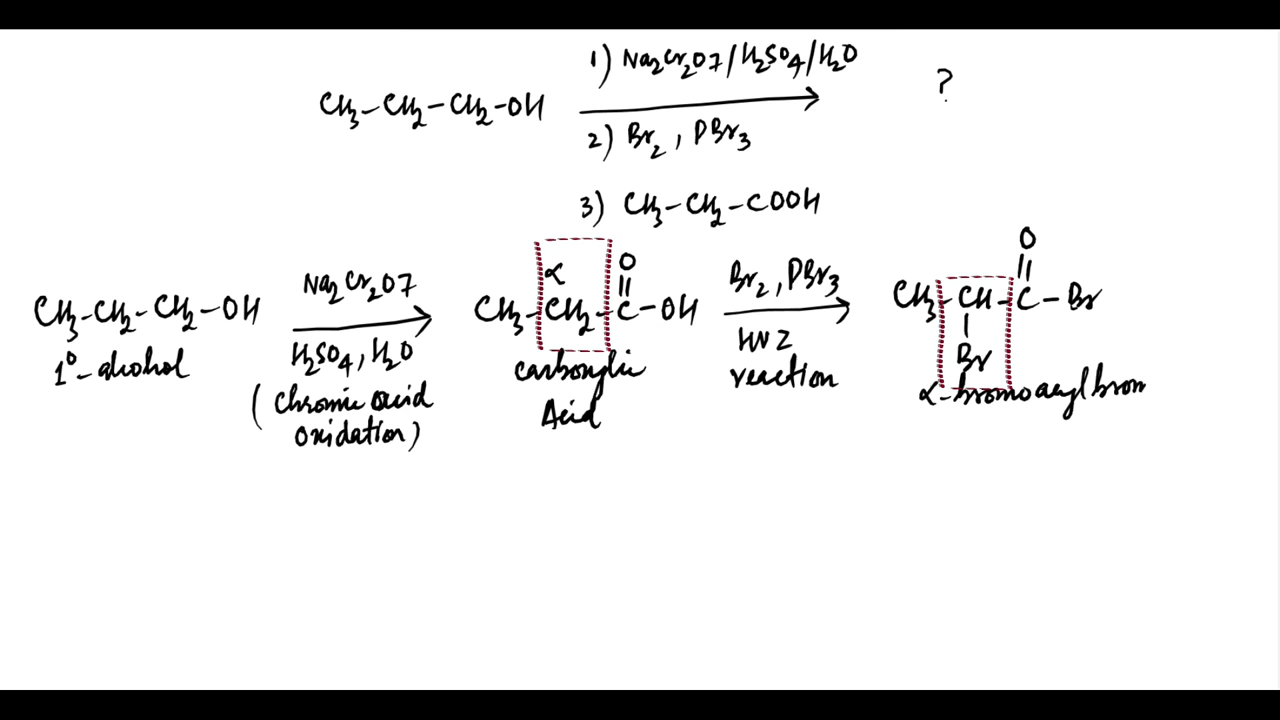 1) Na2Cr2O7/H2SO4/H2O
CH3-CH2-CH2-OH ?
2) Br2, PBr3
3) CH3-CH2-COOH
CH3-CH2-CH2-OH
1°-alcohol
Na2Cr2O7
H2SO4, H2O
(Chromic acid
oxidation)
O
||
α
CH3-CH2-C-OH
carboxylic
Acid
Br2, PBr3
HVZ
reaction
O
||
CH3-CH-C-Br
|
Br
α-bromoacylbrom